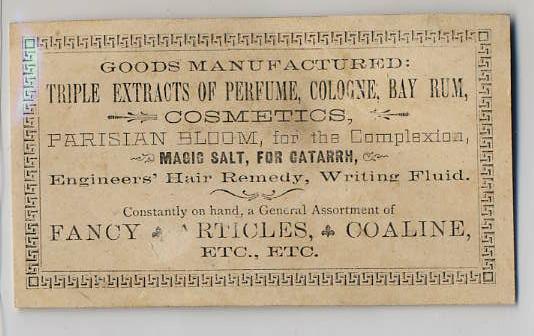 GOODS MANUFACTURED:
TRIPLE EXTRACTS OF PERFUME, COLOGNE, BAY RUM,
COSMETICS,
PARISIAN BLOOM, for the Complexion,
MAGIC SALT, FOR CATARRH,
Engineers' Hair Remedy, Writing Fluid.
Constantly on hand, a General Assortment of
FANCY ARTICLES, COALINE,
ETC., ETC.